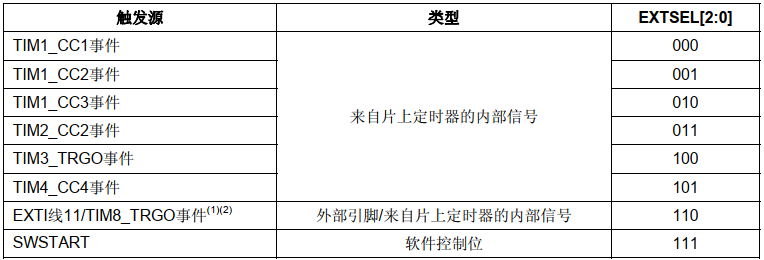 触发源 类型 EXTSEL[2:0]
TIM1_CC1事件 000
TIM1_CC2事件 001
TIM1_CC3事件 010
来自片上定时器的内部信号
TIM2_CC2事件 011
TIM3_TRGO事件 100
TIM4_CC4事件 101
EXTI线11/TIM8_TRGO事件(1)(2) 外部引脚/来自片上定时器的内部信号 110
SWSTART 软件控制位 111